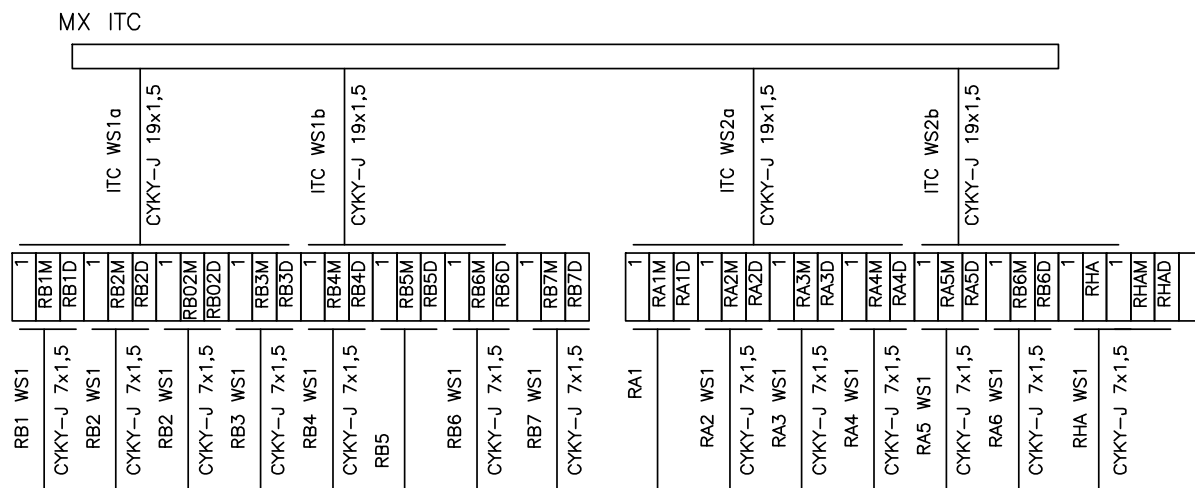 MX ITC
ITC WS1a
CYKY-J 19x1,5
ITC WS1b
CYKY-J 19x1,5
ITC WS2a
CYKY-J 19x1,5
ITC WS2b
CYKY-J 19x1,5
1
RB1M
RB1D
1
RB2M
RB2D
1
RB02M
RB02D
1
RB3M
RB3D
1
RB4M
RB4D
1
RB5M
RB5D
1
RB6M
RB6D
1
RB7M
RB7D
1
RA1M
RA1D
1
RA2M
RA2D
1
RA3M
RA3D
1
RA4M
RA4D
1
RA5M
RA5D
1
RB6M
RB6D
1
RHA
1
RHAM
RHAD
RB1 WS1
CYKY-J 7x1,5
RB2 WS1
CYKY-J 7x1,5
RB2 WS1
CYKY-J 7x1,5
RB3 WS1
CYKY-J 7x1,5
RB4 WS1
CYKY-J 7x1,5
RB5
RB6 WS1
CYKY-J 7x1,5
RB7 WS1
CYKY-J 7x1,5
RA1
RA2 WS1
CYKY-J 7x1,5
RA3 WS1
CYKY-J 7x1,5
RA4 WS1
CYKY-J 7x1,5
RA5 WS1
CYKY-J 7x1,5
RA6 WS1
CYKY-J 7x1,5
RHA WS1
CYKY-J 7x1,5